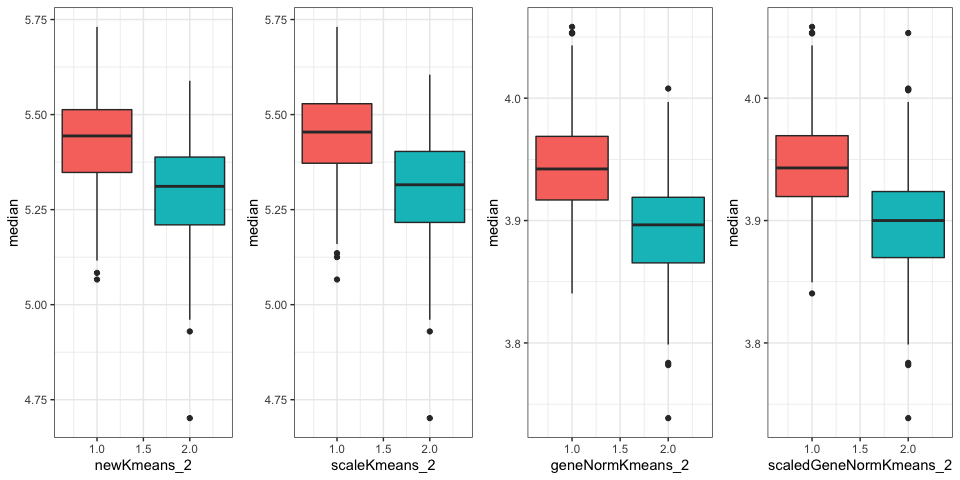 median
5.75
5.50
5.25
5.00
4.75
1.0 1.5 2.0
newKmeans_2
median
5.75
5.50
5.25
5.00
4.75
1.0 1.5 2.0
scaleKmeans_2
median
4.0
3.9
3.8
1.0 1.5 2.0
geneNormKmeans_2
median
4.0
3.9
3.8
1.0 1.5 2.0
scaledGeneNormKmeans_2